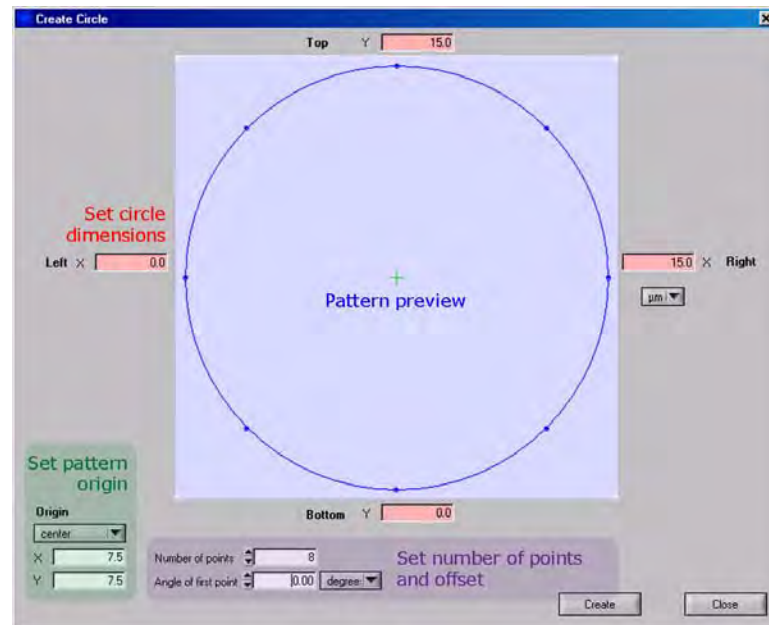 Create Circle
Top Y 15.0
Set circle
dimensions
Left X 0.0
15.0 X Right
µm
Pattern preview
Set pattern
origin
Origin
center
X 7.5
Y 7.5
Bottom Y 0.0
Number of points 8
Angle of first point 0.00 degree
Set number of points
and offset
Create
Close